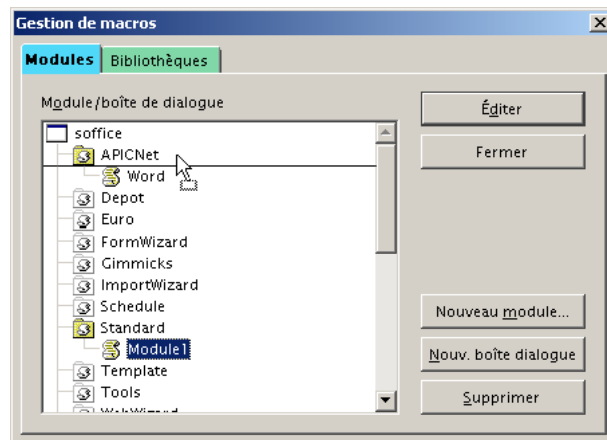 Gestion de macros
Modules Bibliothèques
Module/boîte de dialogue
Éditer
Fermer
soffice
APICNet
Word
Depot
Euro
FormWizard
Gimmicks
ImportWizard
Schedule
Standard
Module1
Template
Tools
WebWizard
Nouveau module...
Nouv. boîte dialogue
Supprimer